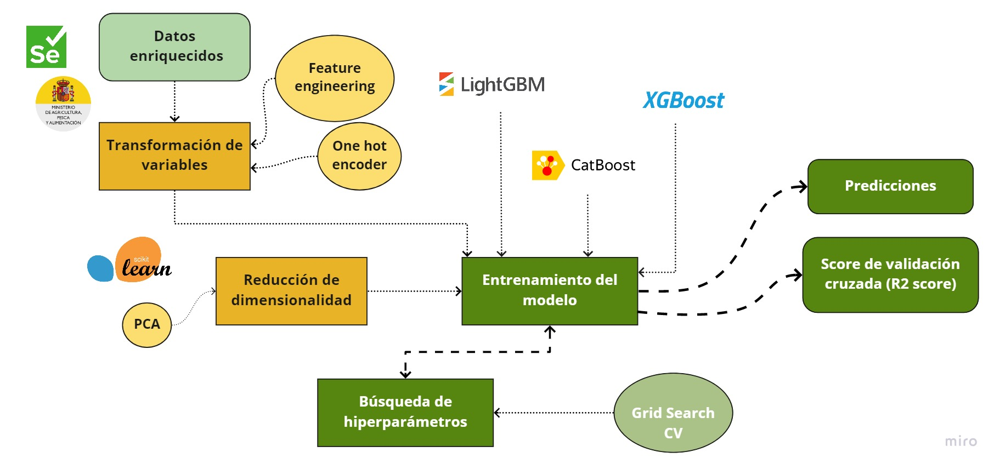 Datos
enriquecidos
Se
MINISTERIO
DE AGRICULTURA,
PESCA
Y ALIMENTACIÓN
Feature
engineering
Transformación de
variables
One hot
encoder
LightGBM
XGBoost
CatBoost
Predicciones
Score de validación
cruzada (R2 score)
scikit
learn
PCA
Reducción de
dimensionalidad
Entrenamiento del
modelo
Búsqueda de
hiperparámetros
Grid Search
CV
miro